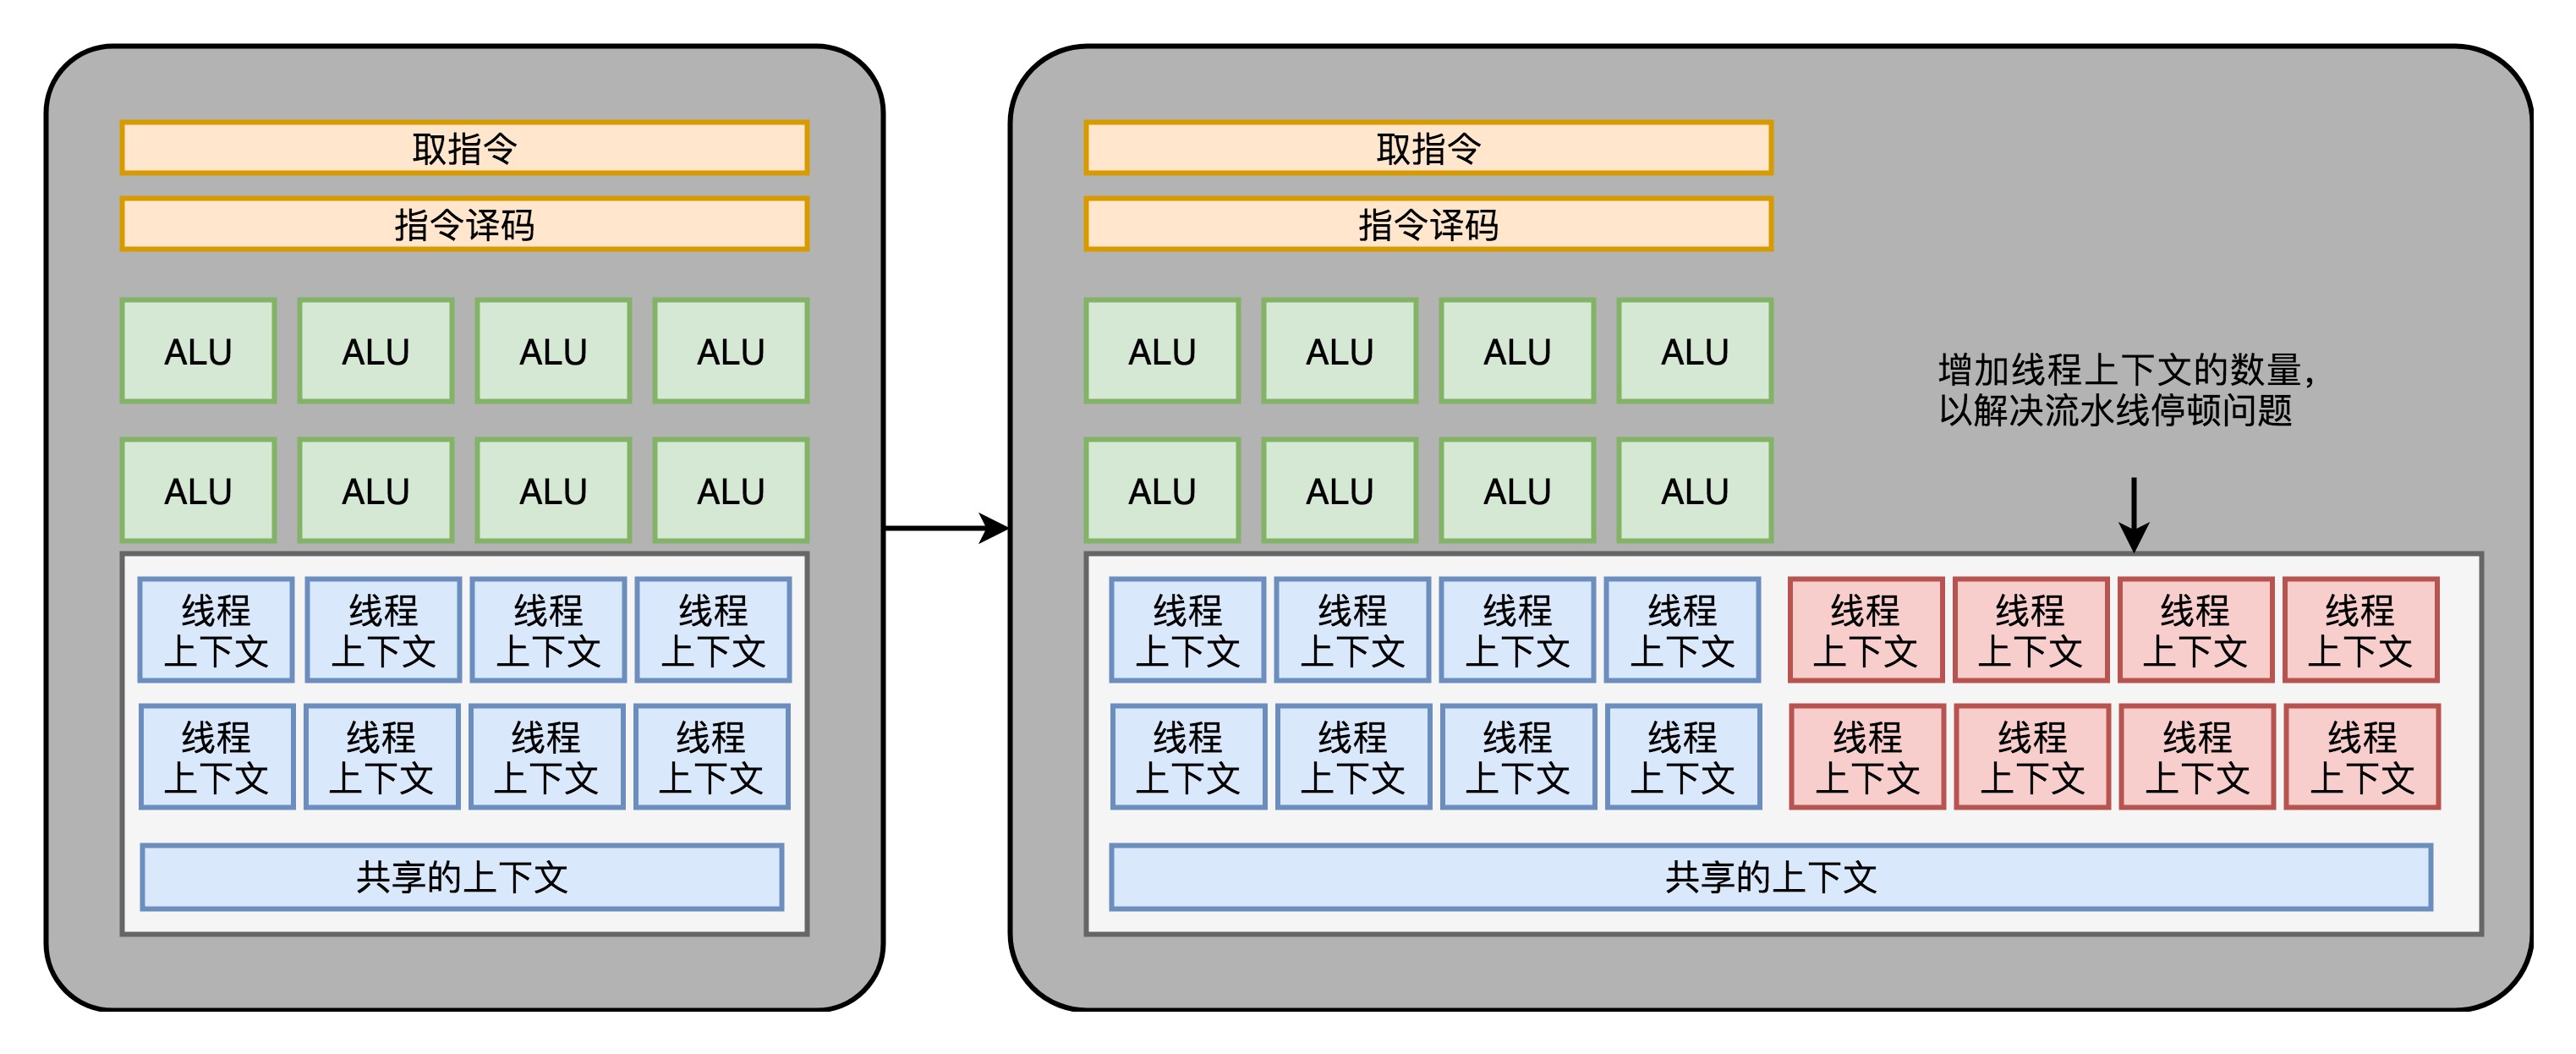 取指令
指令译码
ALU ALU ALU ALU
ALU ALU ALU ALU
线程 线程 线程 线程
上下文 上下文 上下文 上下文
线程 线程 线程 线程
上下文 上下文 上下文 上下文
共享的上下文
取指令
指令译码
ALU ALU ALU ALU
ALU ALU ALU ALU
增加线程上下文的数量，
以解决流水线停顿问题
线程 线程 线程 线程 线程 线程 线程 线程
上下文 上下文 上下文 上下文 上下文 上下文 上下文 上下文
线程 线程 线程 线程 线程 线程 线程 线程
上下文 上下文 上下文 上下文 上下文 上下文 上下文 上下文
共享的上下文